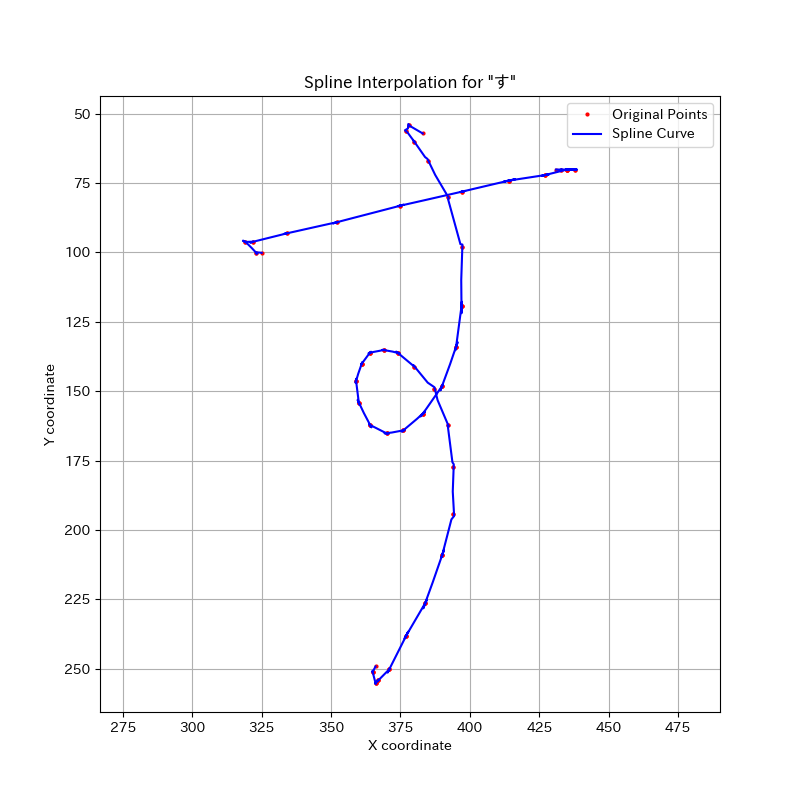 Spline Interpolation for "す"
Original Points
Spline Curve
50
75
100
125
150
175
200
225
250
Y coordinate
す
275 300 325 350 375 400 425 450 475
X coordinate